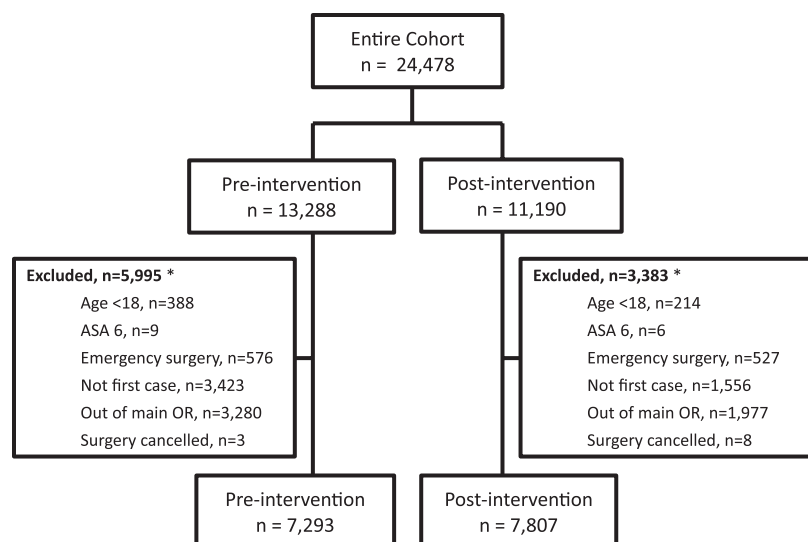 Entire Cohort
n = 24,478
Pre-intervention
n = 13,288
Post-intervention
n = 11,190
Excluded, n=5,995 *
Age <18, n=388
ASA 6, n=9
Emergency surgery, n=576
Not first case, n=3,423
Out of main OR, n=3,280
Surgery cancelled, n=3
Excluded, n=3,383 *
Age <18, n=214
ASA 6, n=6
Emergency surgery, n=527
Not first case, n=1,556
Out of main OR, n=1,977
Surgery cancelled, n=8
Pre-intervention
n = 7,293
Post-intervention
n = 7,807